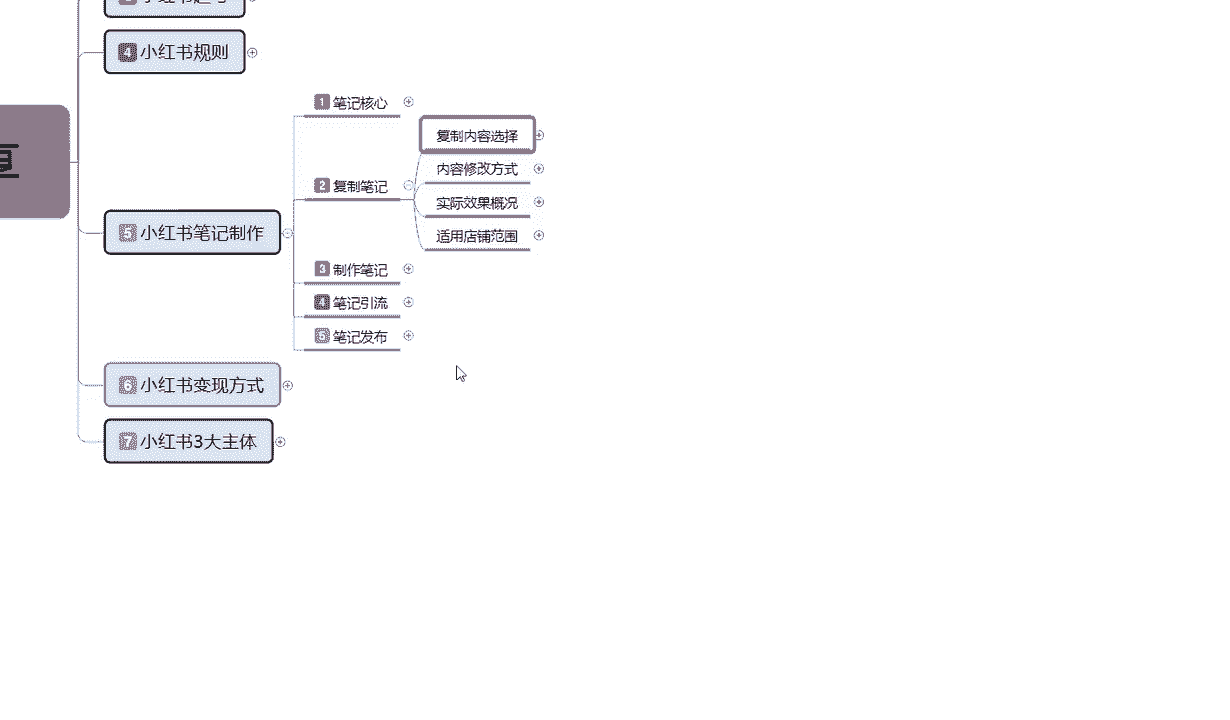 4 小红书规则
1 笔记核心
复制内容选择
内容修改方式
2 复制笔记
实际效果概况
5 小红书笔记制作
适用店铺范围
3 制作笔记
4 笔记引流
5 笔记发布
6 小红书变现方式
7 小红书3大主体